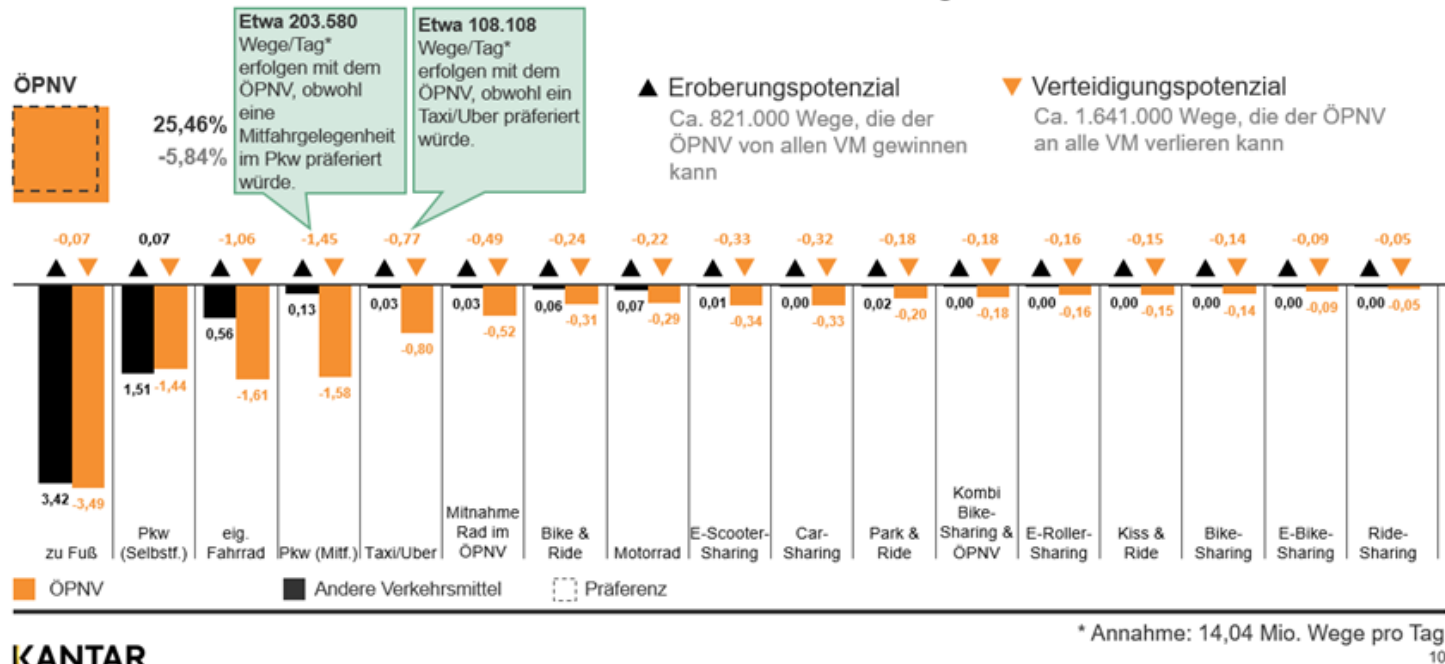 Etwa 203.580
Wege/Tag*
erfolgen mit dem
ÖPNV, obwohl
eine
Mitfahrgelegenheit
im Pkw präferiert
würde.
Etwa 108.108
Wege/Tag*
erfolgen mit dem
ÖPNV, obwohl ein
Taxi/Uber präferiert
würde.
ÖPNV
25,46%
-5,84%
▲ Eroberungspotenzial
Ca. 821.000 Wege, die der
ÖPNV von allen VM gewinnen
kann
▼ Verteidigungspotenzial
Ca. 1.641.000 Wege, die der ÖPNV
an alle VM verlieren kann
-0,07 0,07 -1,06 -1,45 -0,77 -0,49 -0,24 -0,22 -0,33 -0,32 -0,18 -0,18 -0,16 -0,15 -0,14 -0,09 -0,05
3,42 -3,49
1,51 -1,44
0,56 -1,61
0,13 -1,58
0,03 -0,80
0,03 -0,52
0,06 -0,31
0,07 -0,29
0,01 -0,34
0,00 -0,33
0,02 -0,20
0,00 -0,18
0,00 -0,16
0,00 -0,15
0,00 -0,14
0,00 -0,09
0,00 -0,05
zu Fuß
Pkw
(Selbstf.)
eig.
Fahrrad
Pkw (Mitf.)
Taxi/Uber
Mitnahme
Rad im
ÖPNV
Bike &
Ride
Motorrad
E-Scooter-
Sharing
Car-
Sharing
Park &
Ride
Kombi
Bike-
Sharing &
ÖPNV
E-Roller-
Sharing
Kiss &
Ride
Bike-
Sharing
E-Bike-
Sharing
Ride-
Sharing
ÖPNV
Andere Verkehrsmittel
Präferenz
* Annahme: 14,04 Mio. Wege pro Tag
10
KANTAR